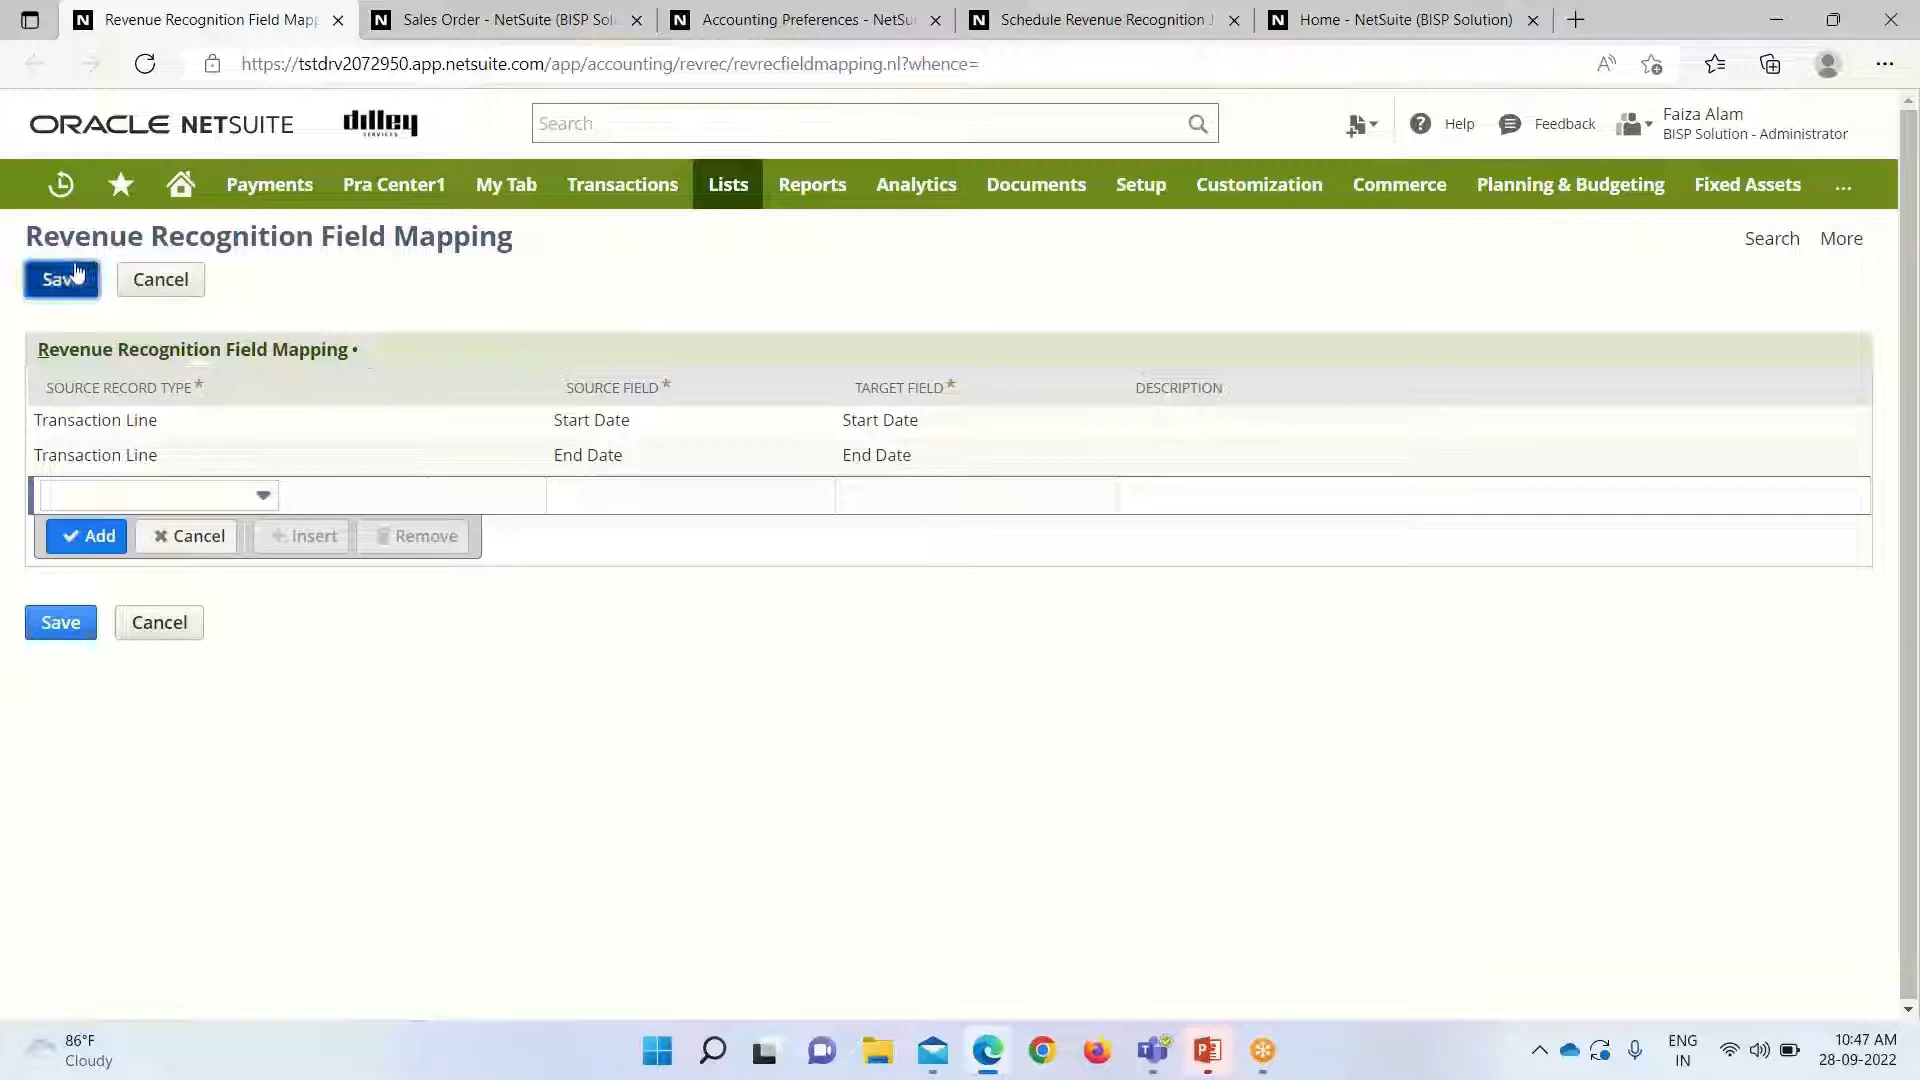 Revenue Recognition Field Mapp
Sales Order - NetSuite (BISP Sol
Accounting Preferences - NetSu
Schedule Revenue Recognition J
Home - NetSuite (BISP Solution)
https://tstdrv2072950.app.netsuite.com/app/accounting/revrec/revrecfieldmapping.nl?whence=
ORACLE NETSUITE
dilley
SERVICES
Search
Help
Feedback
Faiza Alam
BISP Solution - Administrator
Payments
Pra Center1
My Tab
Transactions
Lists
Reports
Analytics
Documents
Setup
Customization
Commerce
Planning & Budgeting
Fixed Assets
...
Revenue Recognition Field Mapping
Search More
Save Cancel
Revenue Recognition Field Mapping •
SOURCE RECORD TYPE * SOURCE FIELD * TARGET FIELD * DESCRIPTION
Transaction Line Start Date Start Date
Transaction Line End Date End Date
Add Cancel Insert Remove
Save Cancel
86°F
Cloudy
ENG
IN
10:47 AM
28-09-2022